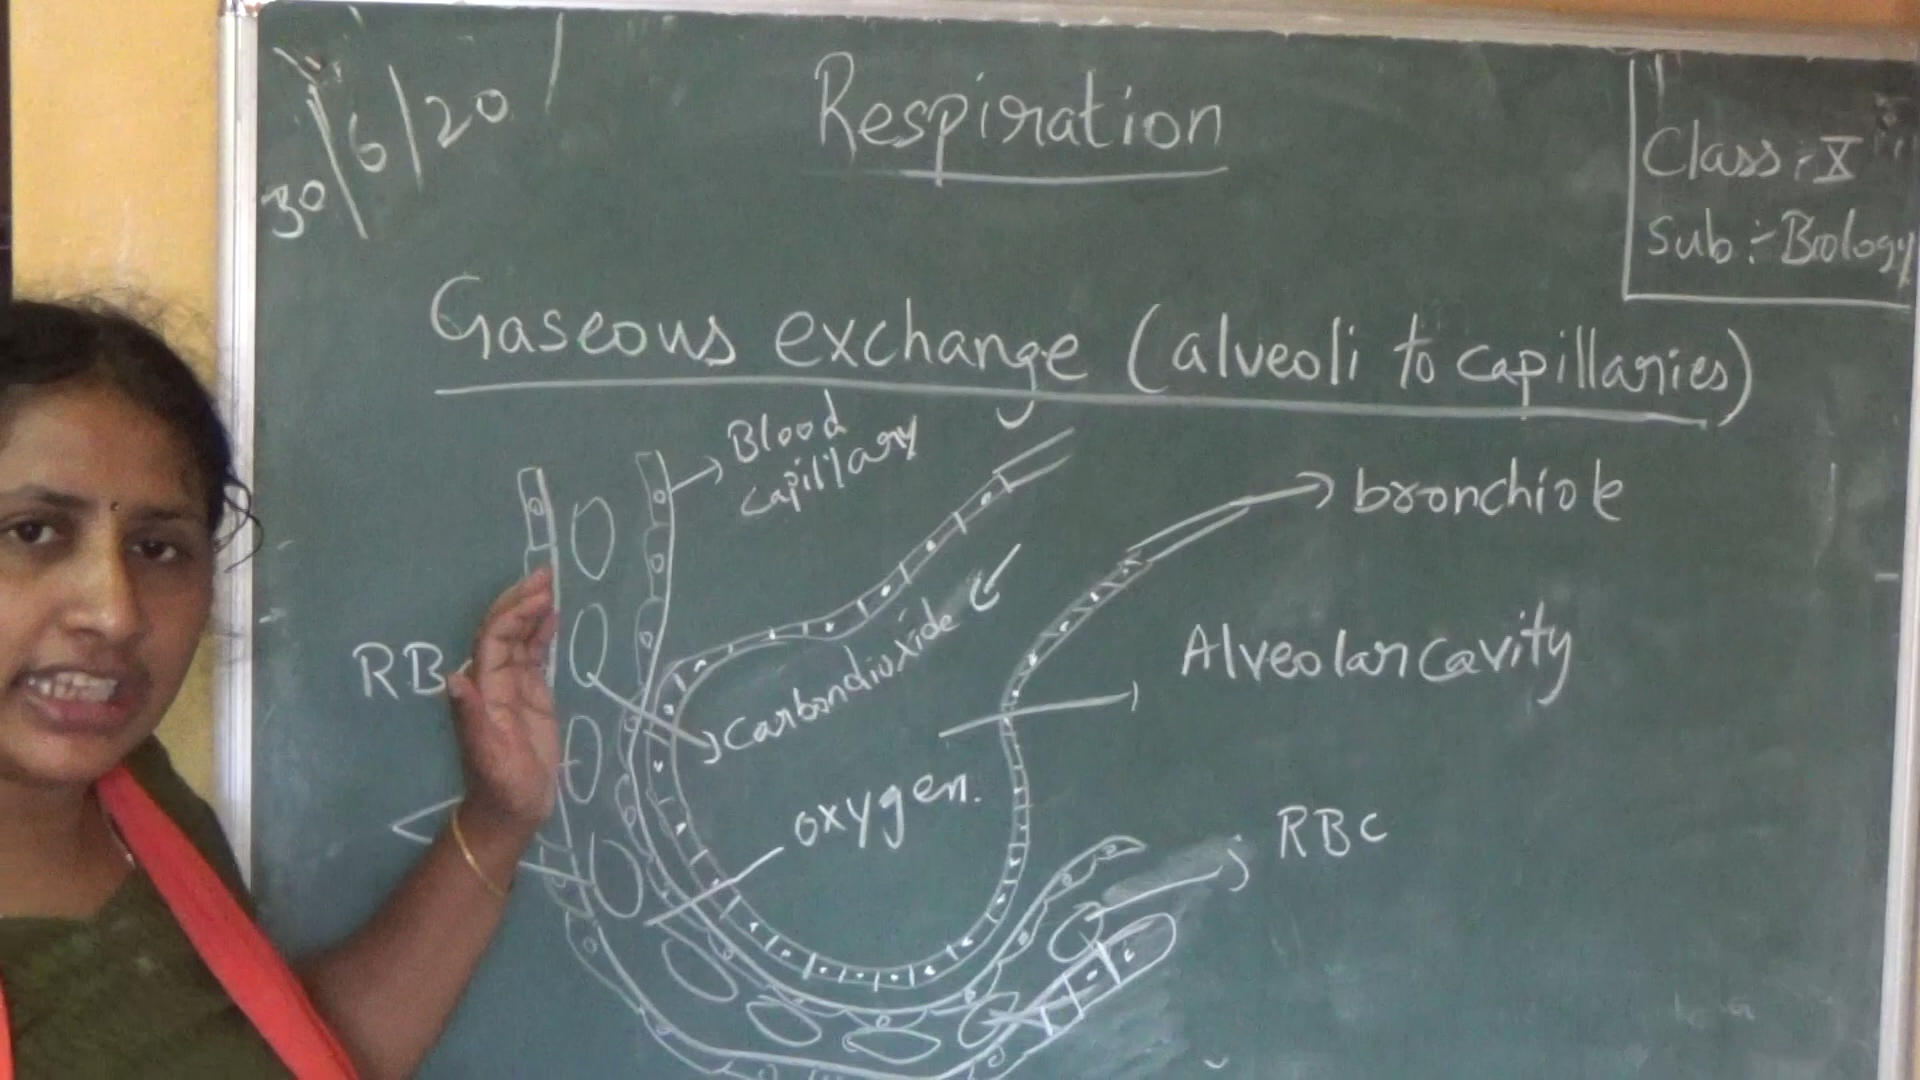 30/6/20
Respiration
Class :- X
Sub :- Biology
Gaseous exchange (alveoli to capillaries)
Blood
capillary
bronchiole
RB
carbondioxide
Alveolar cavity
oxygen.
RBC